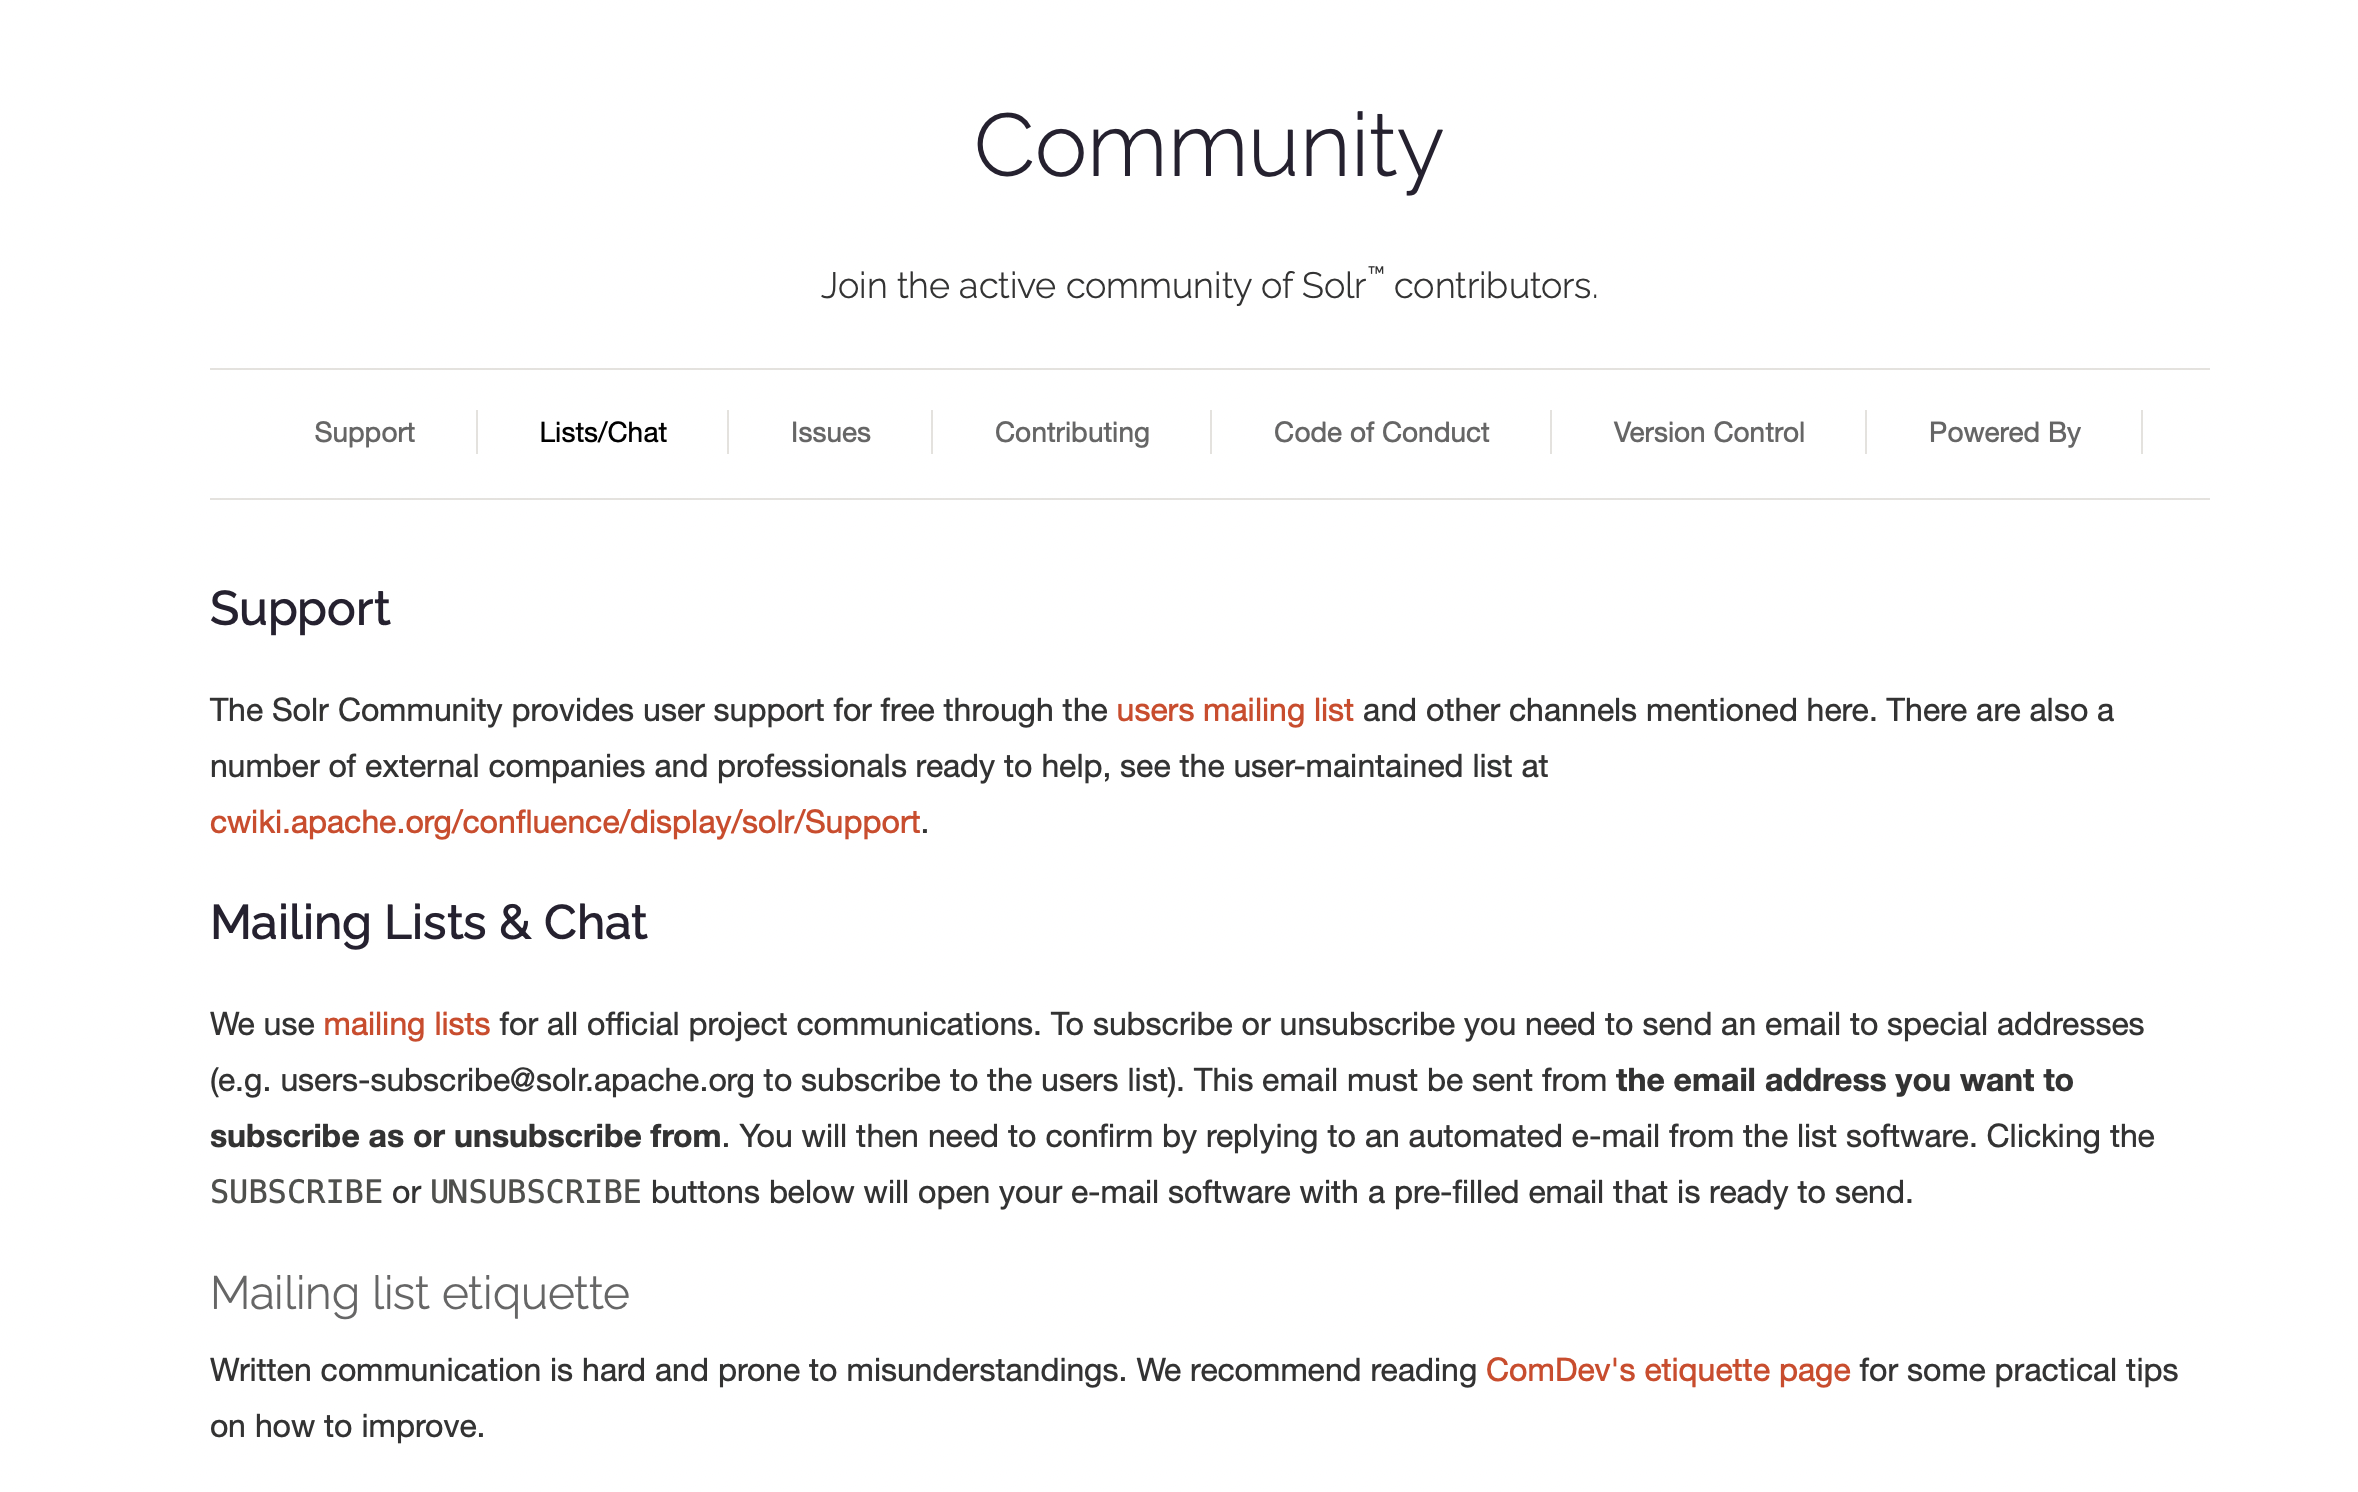 Community
Join the active community of Solr™ contributors.
Support
Lists/Chat
Issues
Contributing
Code of Conduct
Version Control
Powered By
Support
The Solr Community provides user support for free through the users mailing list and other channels mentioned here. There are also a
number of external companies and professionals ready to help, see the user-maintained list at
cwiki.apache.org/confluence/display/solr/Support.
Mailing Lists & Chat
We use mailing lists for all official project communications. To subscribe or unsubscribe you need to send an email to special addresses
(e.g. users-subscribe@solr.apache.org to subscribe to the users list). This email must be sent from the email address you want to
subscribe as or unsubscribe from. You will then need to confirm by replying to an automated e-mail from the list software. Clicking the
SUBSCRIBE or UNSUBSCRIBE buttons below will open your e-mail software with a pre-filled email that is ready to send.
Mailing list etiquette
Written communication is hard and prone to misunderstandings. We recommend reading ComDev's etiquette page for some practical tips
on how to improve.